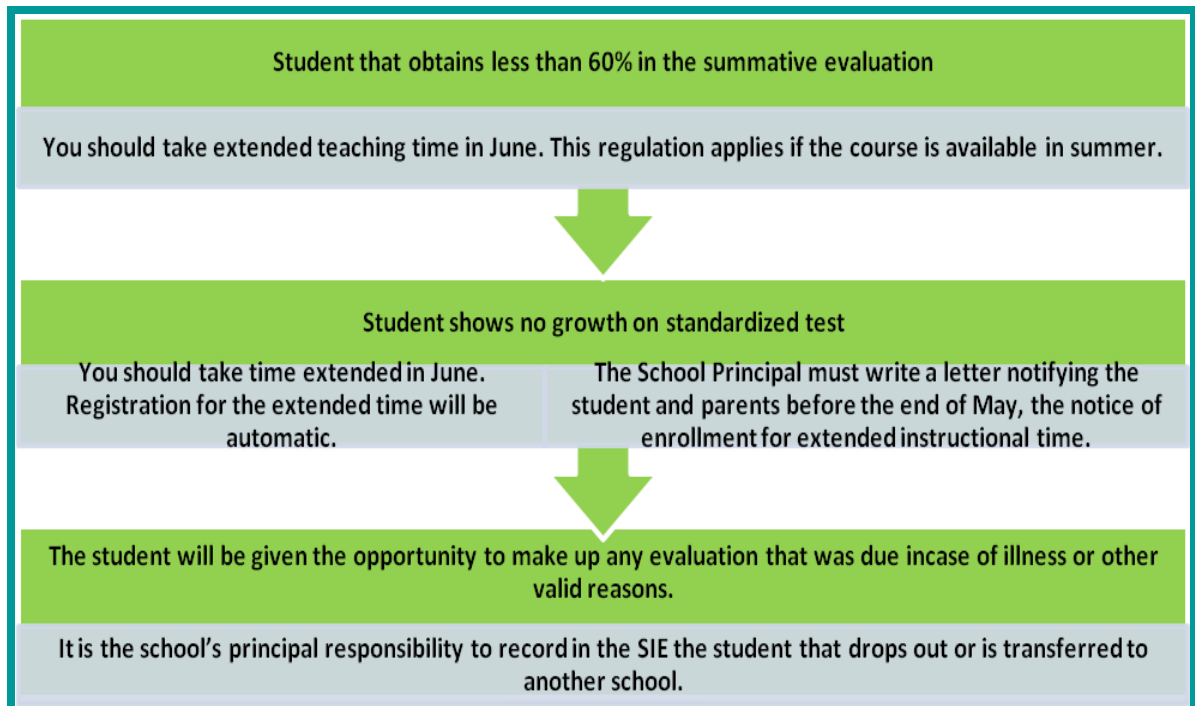 Student that obtains less than 60% in the summative evaluation
You should take extended teaching time in June. This regulation applies if the course is available in summer.
Student shows no growth on standardized test
You should take time extended in June.
Registration for the extended time will be
automatic.
The School Principal must write a letter notifying the
student and parents before the end of May, the notice of
enrollment for extended instructional time.
The student will be given the opportunity to make up any evaluation that was due incase of illness or other
valid reasons.
It is the school's principal responsibility to record in the SIE the student that drops out or is transferred to
another school.